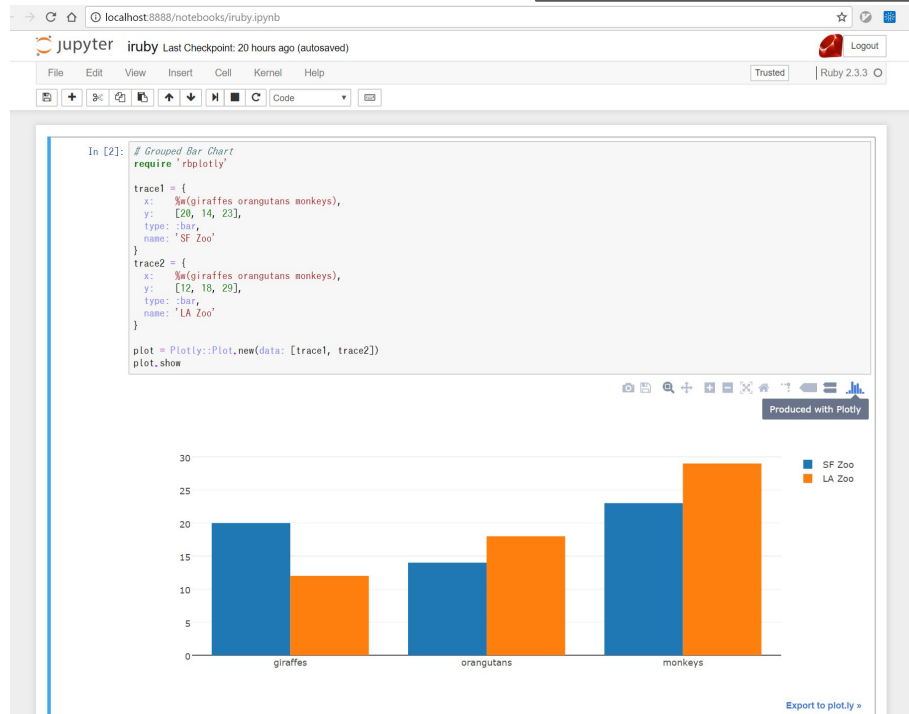 localhost:8888/notebooks/iruby.ipynb
jupyter iruby Last Checkpoint: 20 hours ago (autosaved)
Logout
File Edit View Insert Cell Kernel Help
Trusted
Ruby 2.3.3
Code
In [2]:
# Grouped Bar Chart
require 'rbplotly'
trace1 = {
x: %w(giraffes orangutans monkeys),
y: [20, 14, 23],
type: :bar,
name: 'SF Zoo'
}
trace2 = {
x: %w(giraffes orangutans monkeys),
y: [12, 18, 29],
type: :bar,
name: 'LA Zoo'
}
plot = Plotly::Plot.new(data: [trace1, trace2])
plot.show
Produced with Plotly
30
25
20
15
10
5
0
giraffes orangutans monkeys
SF Zoo
LA Zoo
Export to plot.ly »